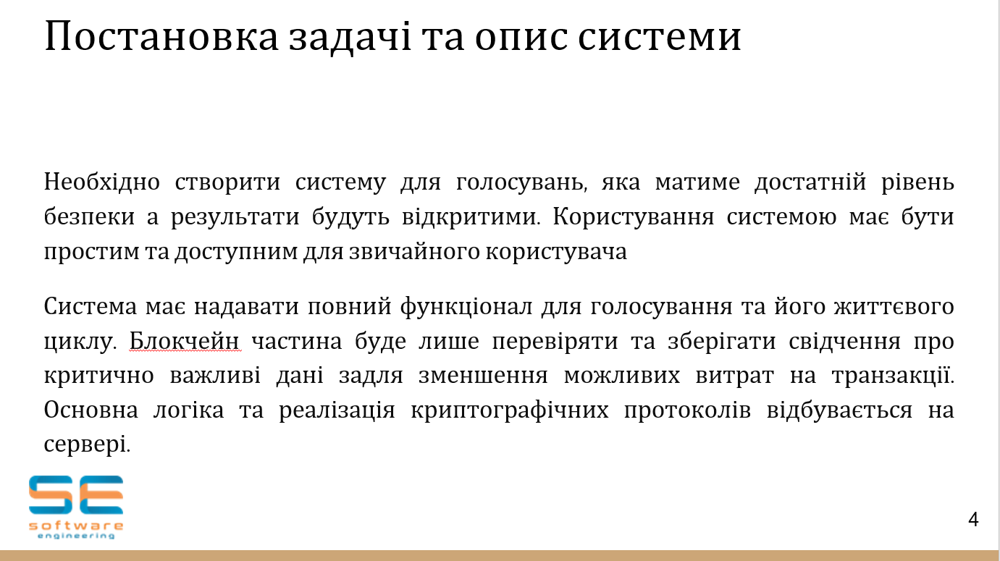 Постановка задачі та опис системи
Необхідно створити систему для голосувань, яка матиме достатній рівень
безпеки а результати будуть відкритими. Користування системою має бути
простим та доступним для звичайного користувача
Система має надавати повний функціонал для голосування та його життєвого
циклу. Блокчейн частина буде лише перевіряти та зберігати свідчення про
критично важливі дані задля зменшення можливих витрат на транзакції.
Основна логіка та реалізація криптографічних протоколів відбувається на
сервері.
SE
software
engineering
4